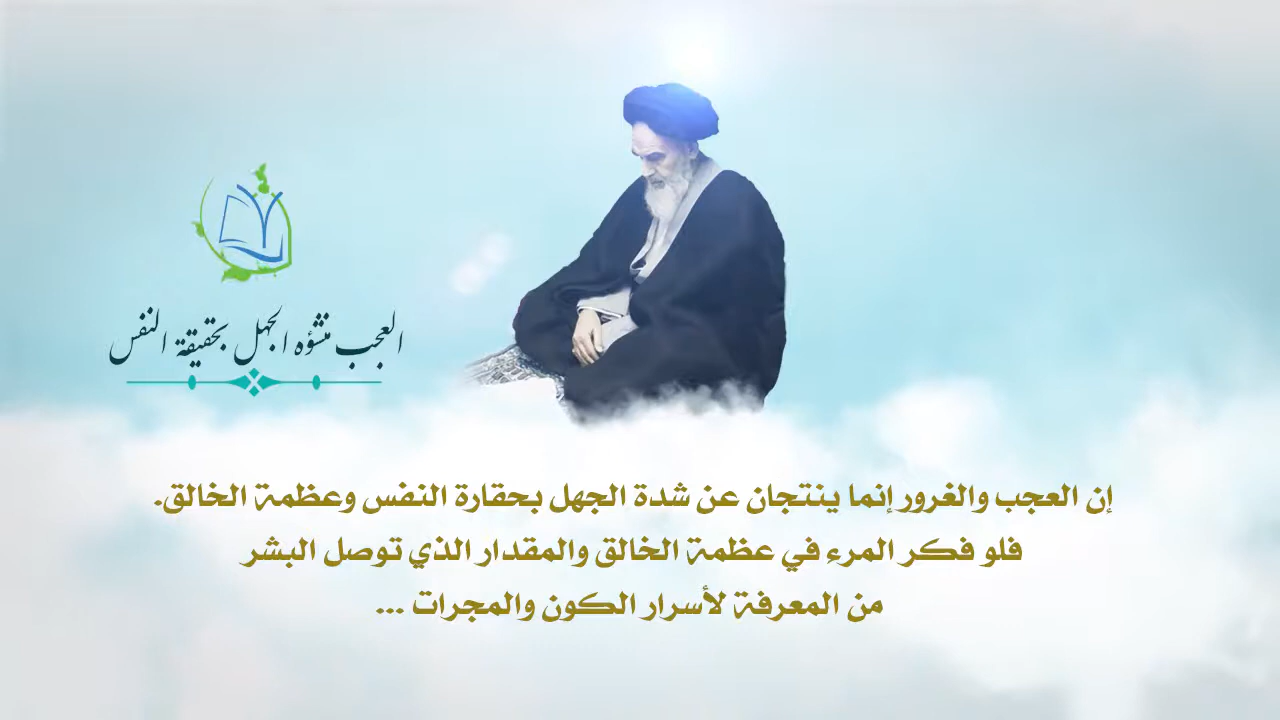 العجب منشؤه الجهل بحقيقة النفس
إن العجب والغرور إنما ينتجان عن شدة الجهل بحقارة النفس وعظمة الخالق.
فلو فكر المرء في عظمة الخالق والمقدار الذي توصل البشر
من المعرفة لأسرار الكون والمجرات ...